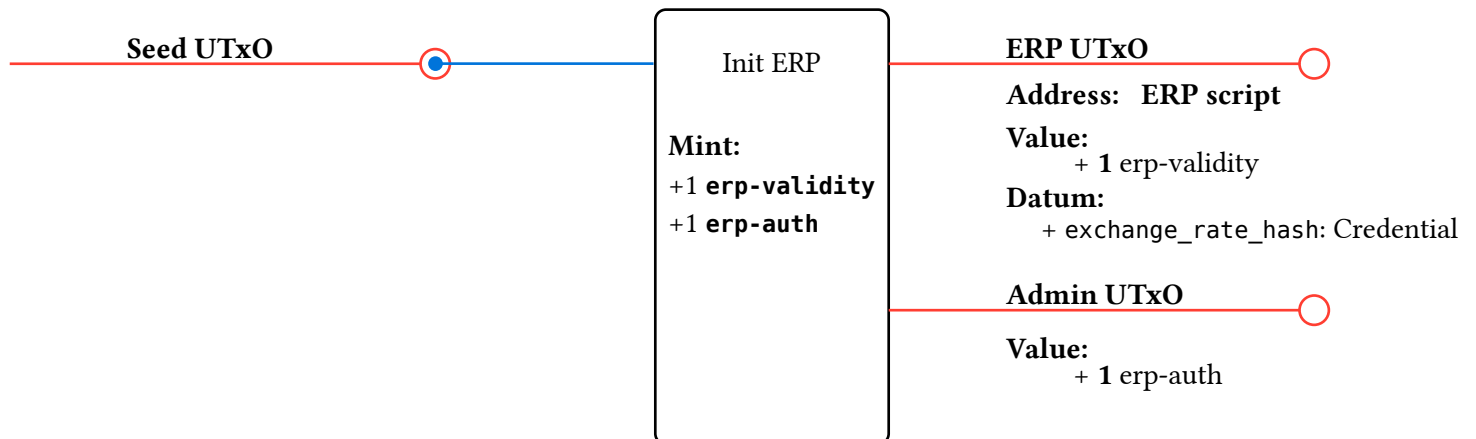 Seed UTxO
Init ERP
Mint:
+1 erp-validity
+1 erp-auth
ERP UTxO
Address: ERP script
Value:
+ 1 erp-validity
Datum:
+ exchange_rate_hash: Credential
Admin UTxO
Value:
+ 1 erp-auth